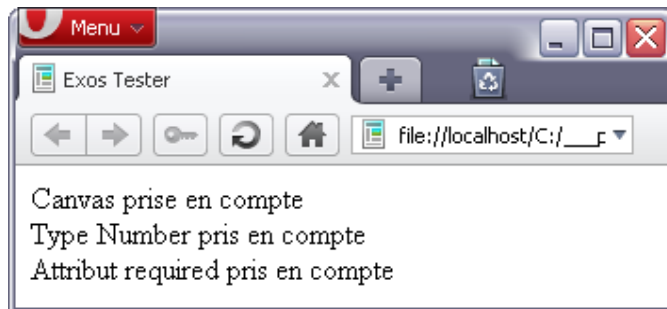 Menu
Exos Tester
file://localhost/C:/___p
Canvas prise en compte
Type Number pris en compte
Attribut required pris en compte